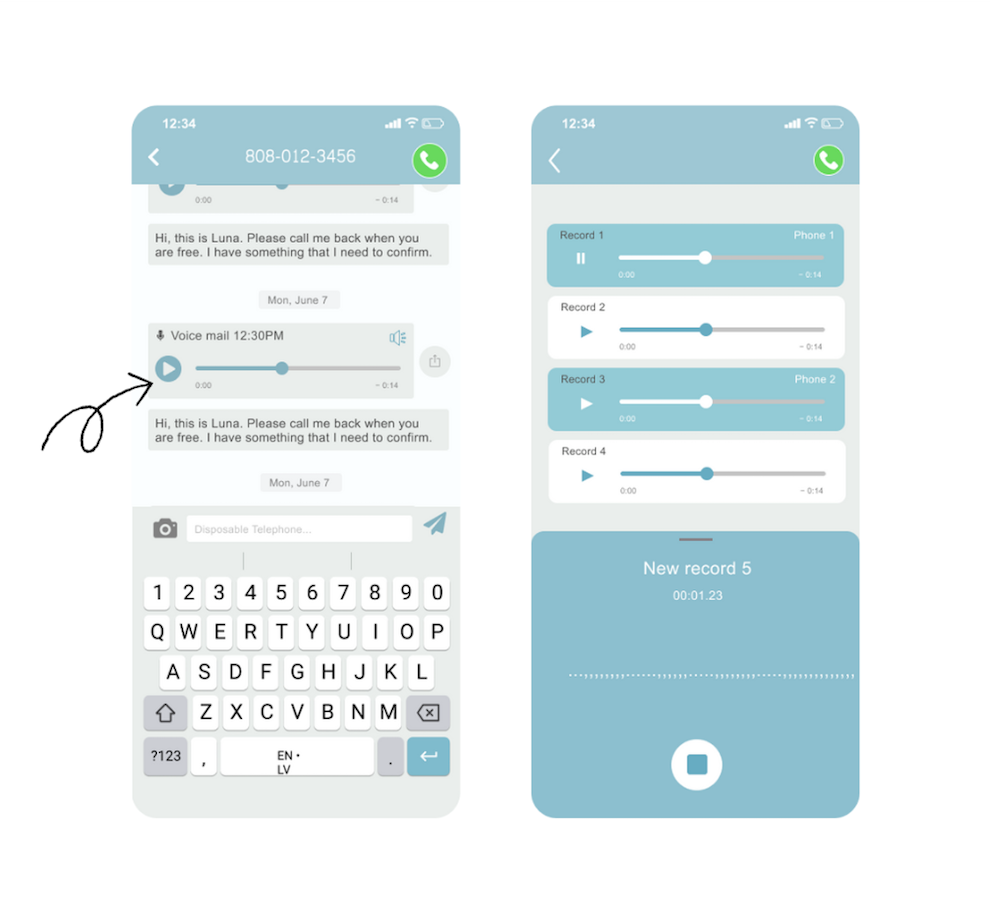 12:34
808-012-3456
0:00
- 0:14
Hi, this is Luna. Please call me back when you
are free. I have something that I need to confirm.
Mon, June 7
Voice mail 12:30PM
0:00
- 0:14
Hi, this is Luna. Please call me back when you
are free. I have something that I need to confirm.
Mon, June 7
Disposable Telephone...
1 2 3 4 5 6 7 8 9 0
Q W E R T Y U I O P
A S D F G H J K L
Z X C V B N M
?123 , EN • .
LV
12:34
Record 1 Phone 1
0:00 - 0:14
Record 2
0:00 - 0:14
Record 3 Phone 2
0:00 - 0:14
Record 4
0:00 - 0:14
New record 5
00:01.23